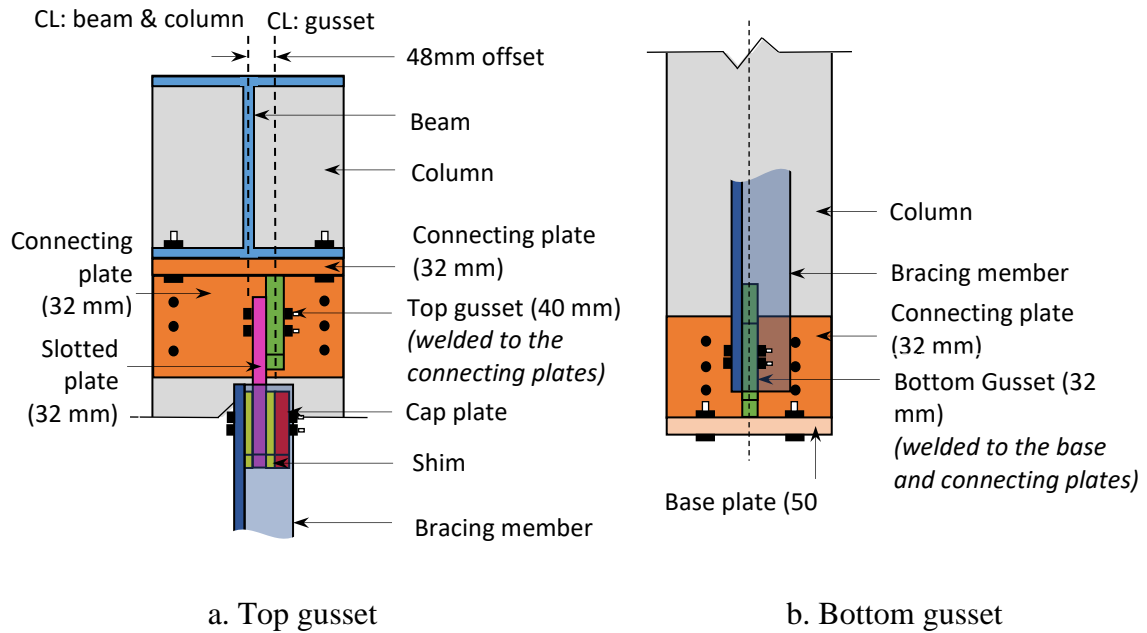 CL: beam & column
CL: gusset
48mm offset
Beam
Column
Connecting
plate
(32 mm)
Connecting plate
(32 mm)
Top gusset (40 mm)
(welded to the
connecting plates)
Slotted
plate
(32 mm)
Cap plate
Shim
Bracing member
a. Top gusset
Column
Bracing member
Connecting plate
(32 mm)
Bottom Gusset (32
mm)
(welded to the base
and connecting plates)
Base plate (50
b. Bottom gusset